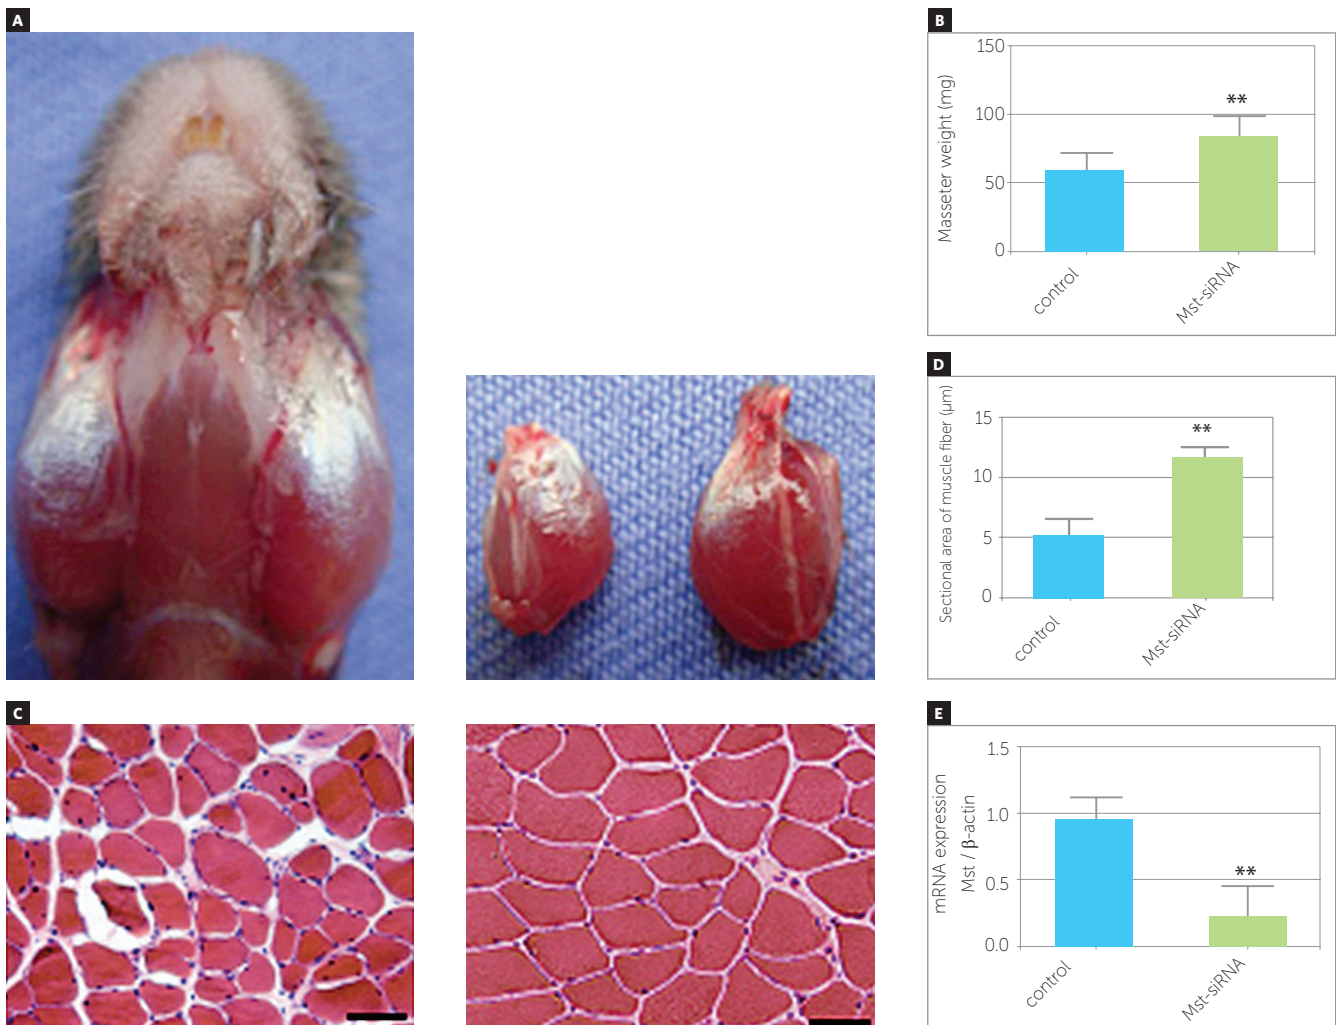 A
B
Masseter weight (mg)
150
100
50
0
**
control
Mst-siRNA
D
Sectional area of muscle fiber (μm)
15
10
5
0
**
control
Mst-siRNA
C
E
mRNA expression
Mst / β-actin
1.5
1.0
0.5
0.0
**
control
Mst-siRNA